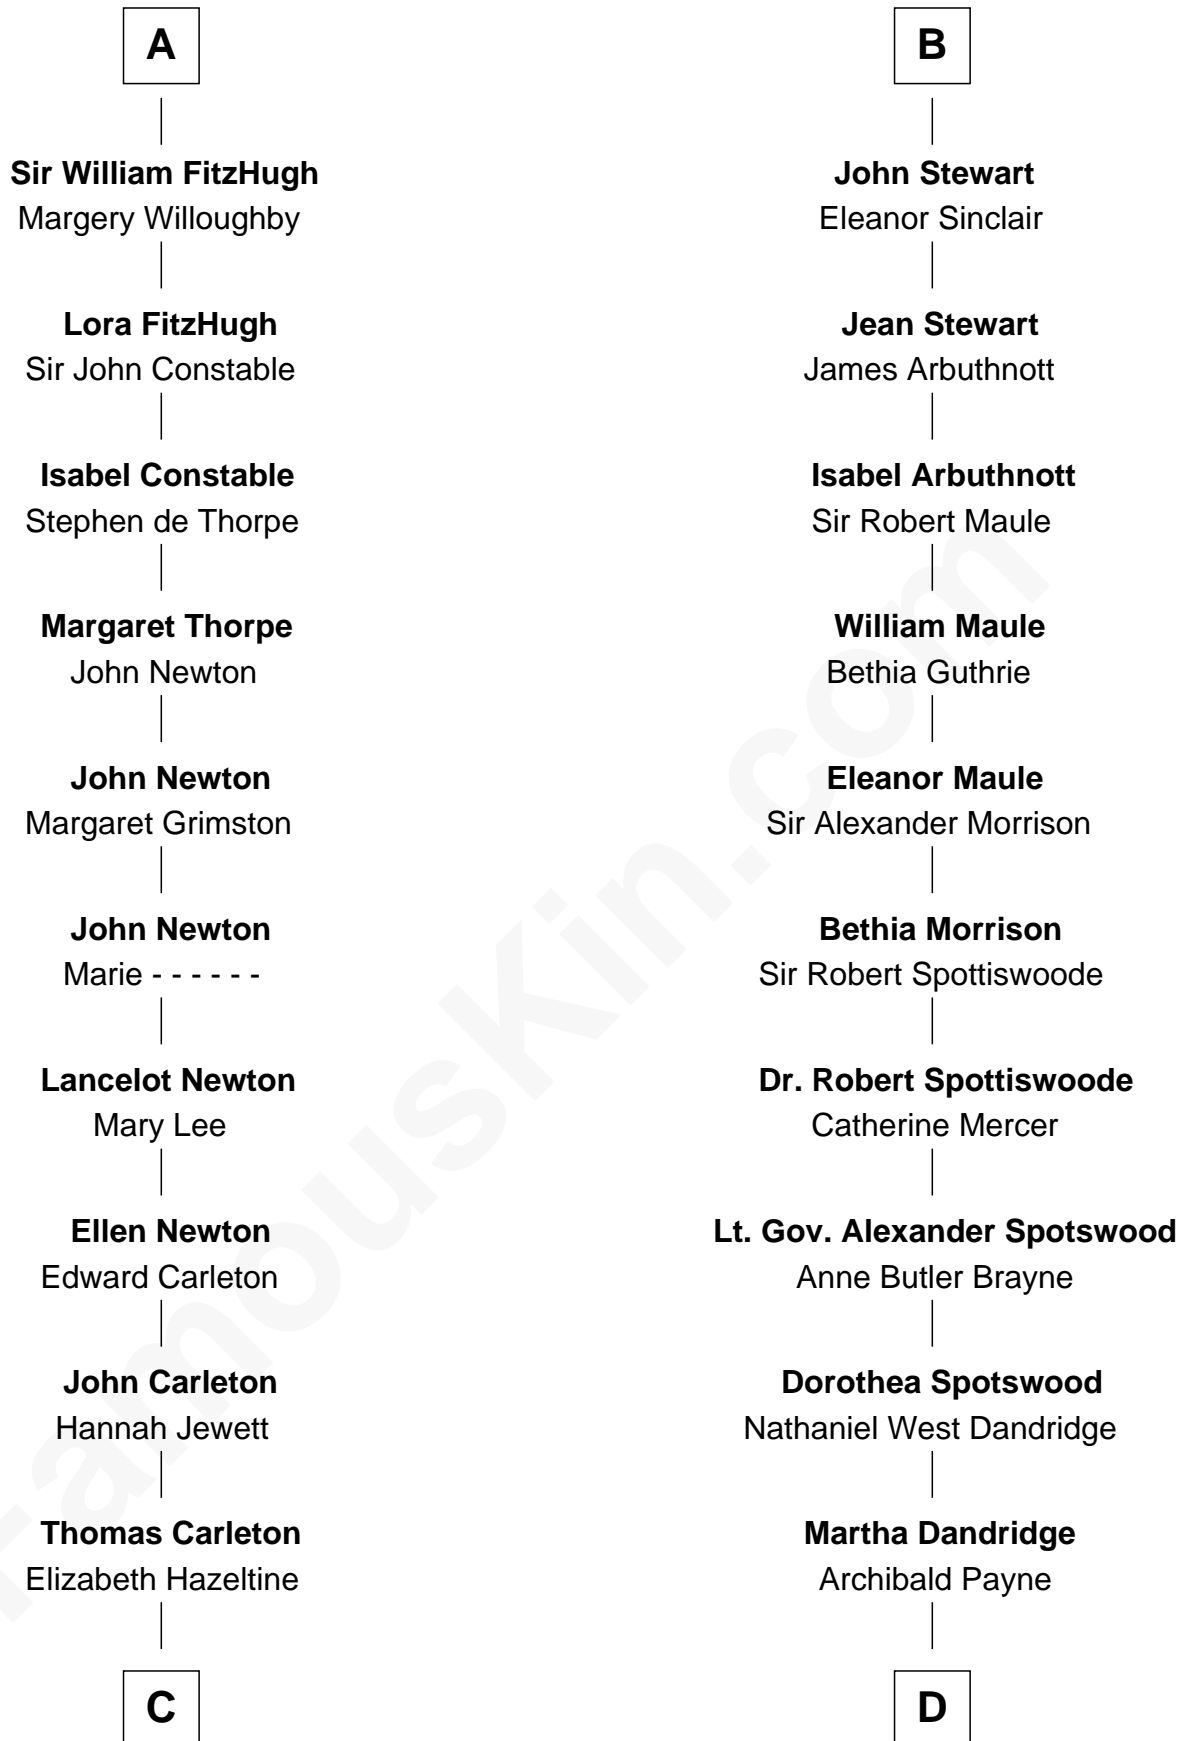 A
Sir William FitzHugh
Margery Willoughby
Lora FitzHugh
Sir John Constable
Isabel Constable
Stephen de Thorpe
Margaret Thorpe
John Newton
John Newton
Margaret Grimston
John Newton
Marie - - - - - -
Lancelot Newton
Mary Lee
Ellen Newton
Edward Carleton
John Carleton
Hannah Jewett
Thomas Carleton
Elizabeth Hazeltine
C
B
John Stewart
Eleanor Sinclair
Jean Stewart
James Arbuthnott
Isabel Arbuthnott
Sir Robert Maule
William Maule
Bethia Guthrie
Eleanor Maule
Sir Alexander Morrison
Bethia Morrison
Sir Robert Spottiswoode
Dr. Robert Spottiswoode
Catherine Mercer
Lt. Gov. Alexander Spotswood
Anne Butler Brayne
Dorothea Spotswood
Nathaniel West Dandridge
Martha Dandridge
Archibald Payne
D
FamousKin.com